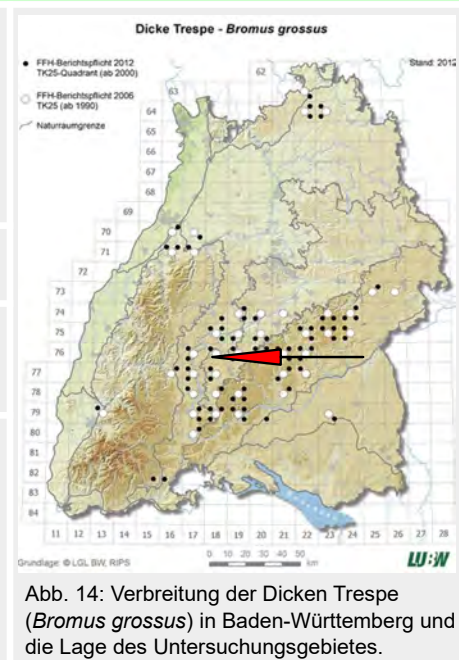 Dicke Trespe - Bromus grossus
FFH-Berichtspflicht 2012
TK25-Quadrant (ab 2000)
FFH-Berichtspflicht 2006
TK25 (ab 1990)
Naturraumgrenze
Stand: 2012
62
63
64
65
66
67
68
69
70
71
72
73
74
75
76
77
78
79
80
81
82
83
84
11 12 13 14 15 16 17 18 19 20 21 22 23 24 25 26 27 28
Grundlage: © LGL BW, RIPS
0 10 20 30 40 50
km
LUBW
Abb. 14: Verbreitung der Dicken Trespe
(Bromus grossus) in Baden-Württemberg und
die Lage des Untersuchungsgebietes.